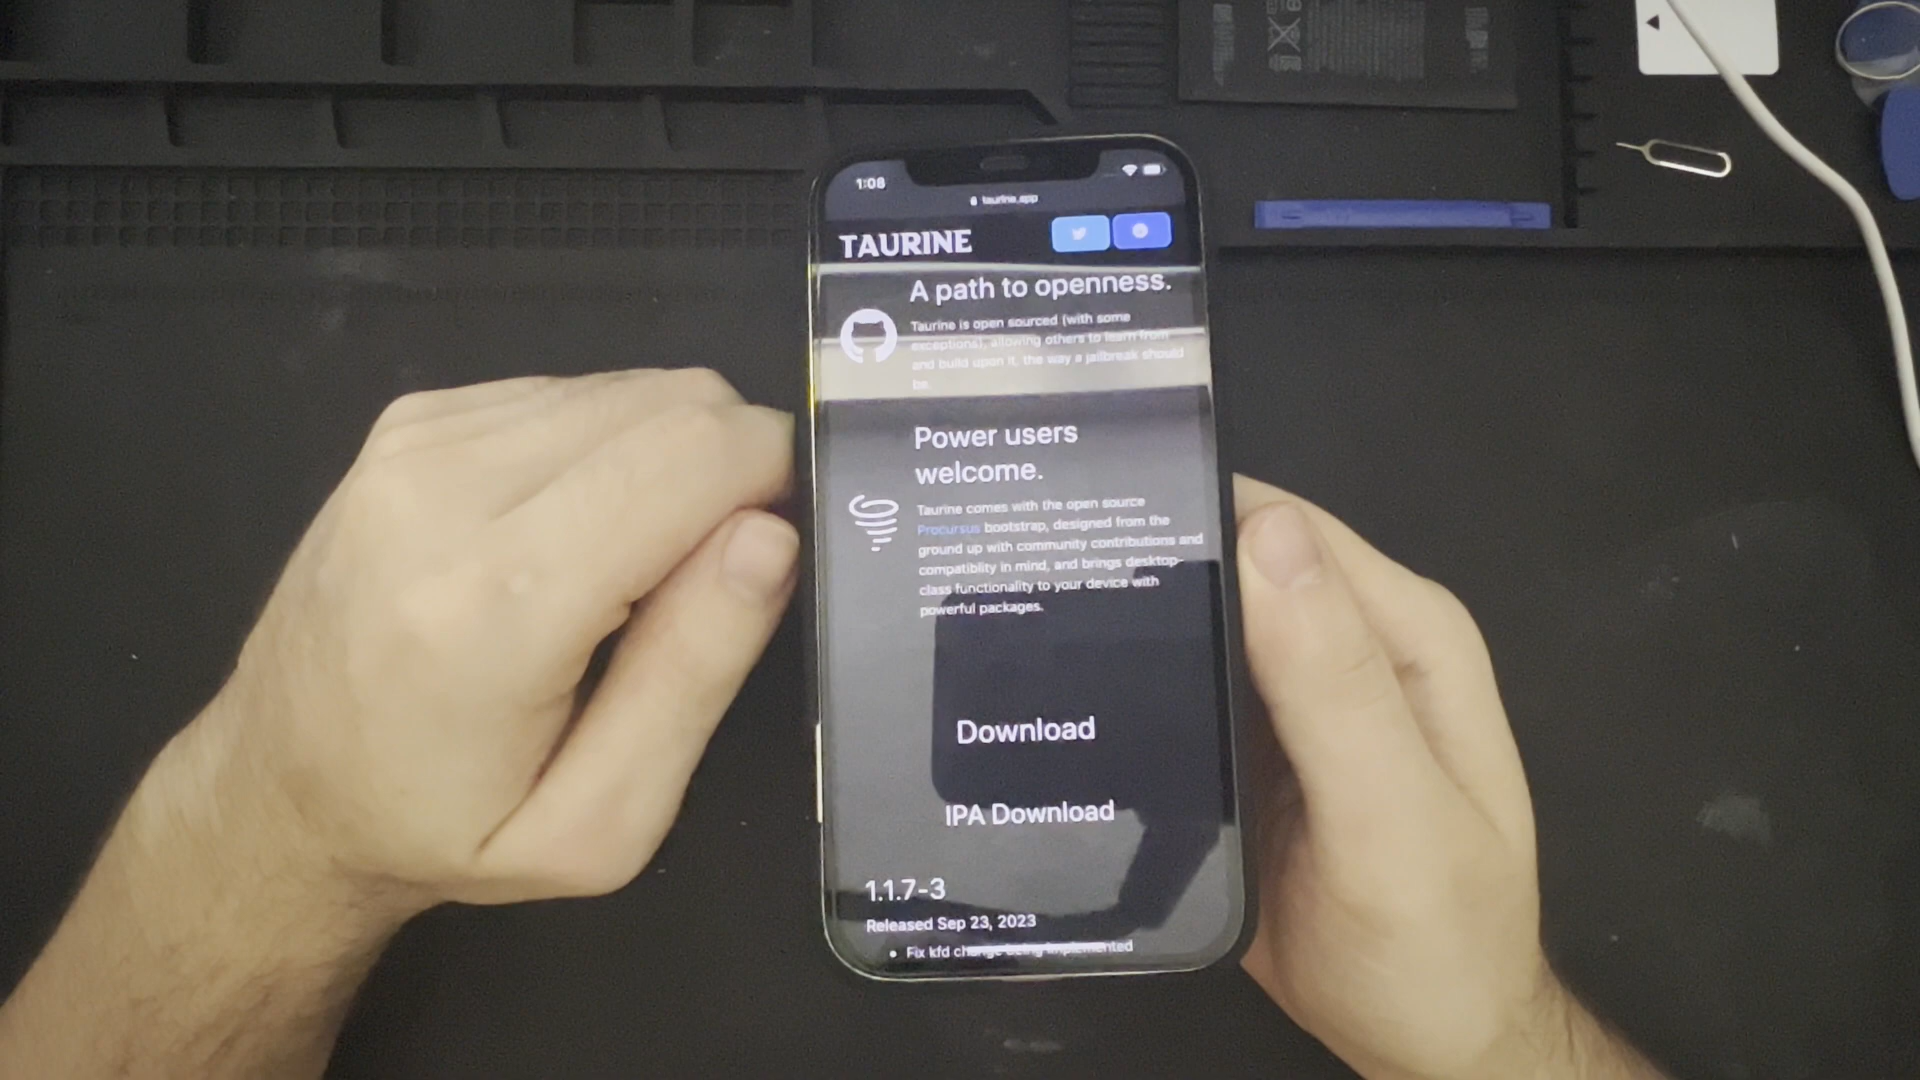 1:08
taurine.app
TAURINE
A path to openness.
Taurine is open sourced (with some
exceptions), allowing others to learn from
and build upon it, the way a jailbreak should
be.
Power users
welcome.
Taurine comes with the open source
Procursus bootstrap, designed from the
ground up with community contributions and
compatiblity in mind, and brings desktop-
class functionality to your device with
powerful packages.
Download
IPA Download
1.1.7-3
Released Sep 23, 2023
Fix kfd change being implemented